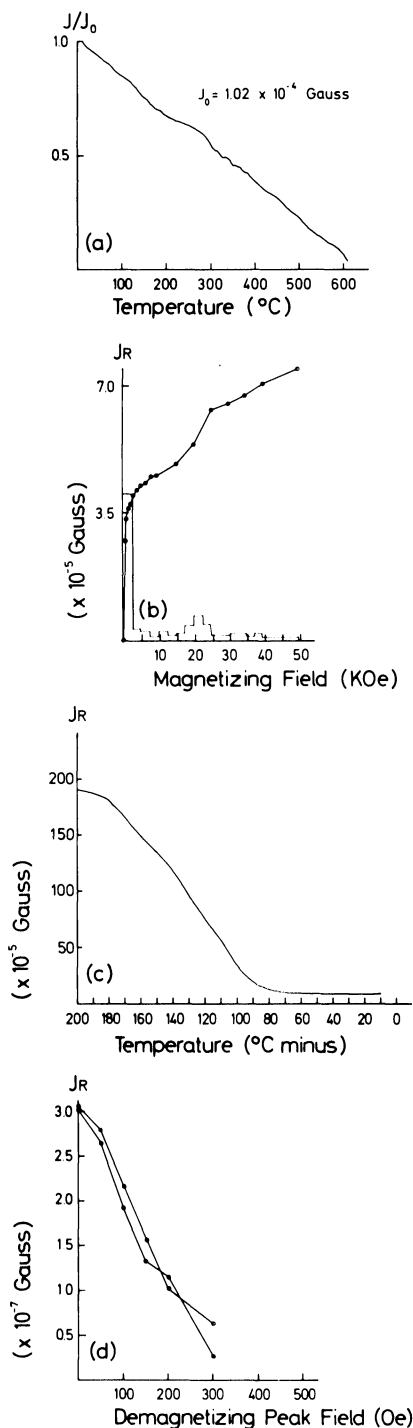 J/J₀
1.0
J₀ = 1.02 x 10⁻⁴ Gauss
0.5
(a)
100 200 300 400 500 600
Temperature (°C)
JR
7.0
3.5
(x 10⁻⁵ Gauss)
(b)
10 20 30 40 50
Magnetizing Field (KOe)
JR
200
150
100
50
(x 10⁻⁵ Gauss)
(c)
200 180 160 140 120 100 80 60 40 20 0
Temperature (°C minus)
JR
3.0
2.5
2.0
1.5
1.0
0.5
(x 10⁻⁷ Gauss)
(d)
100 200 300 400 500
Demagnetizing Peak Field (Oe)